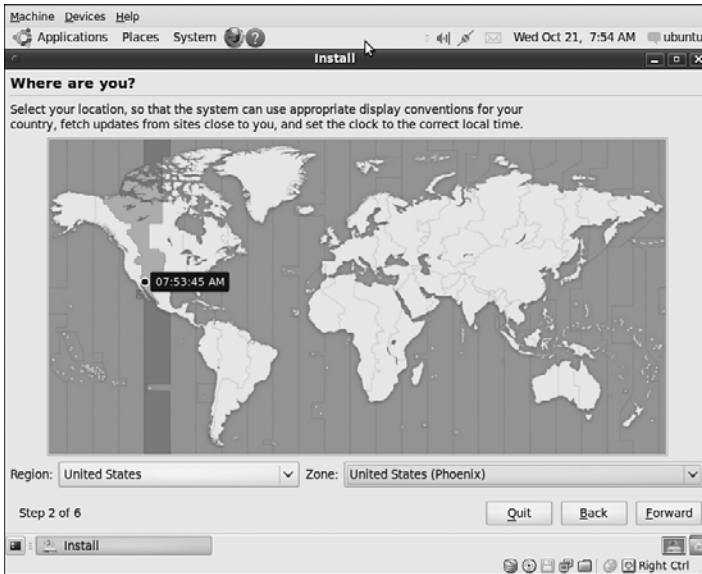 Machine Devices Help
Applications Places System Wed Oct 21, 7:54 AM ubuntu
Install
Where are you?
Select your location, so that the system can use appropriate display conventions for your
country, fetch updates from sites close to you, and set the clock to the correct local time.
07:53:45 AM
Region: United States Zone: United States (Phoenix)
Step 2 of 6 Quit Back Forward
Install
Right Ctrl